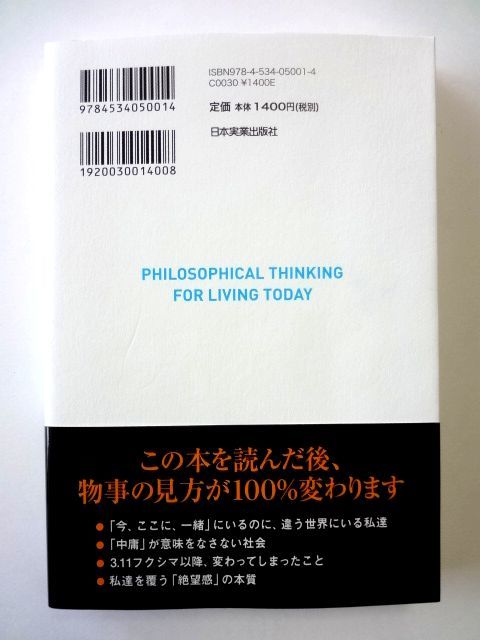 ISBN978-4-534-05001-4
C0030 ¥1400E
9784534050014
定価 本体1400円(税別)
日本実業出版社
1920030014008
PHILOSOPHICAL THINKING
FOR LIVING TODAY
この本を読んだ後、
物事の見方が100%変わります
● 「今、ここに、一緒」にいるのに、違う世界にいる私達
● 「中庸」が意味をなさない社会
● 3.11フクシマ以降、変わってしまったこと
● 私達を覆う「絶望感」の本質